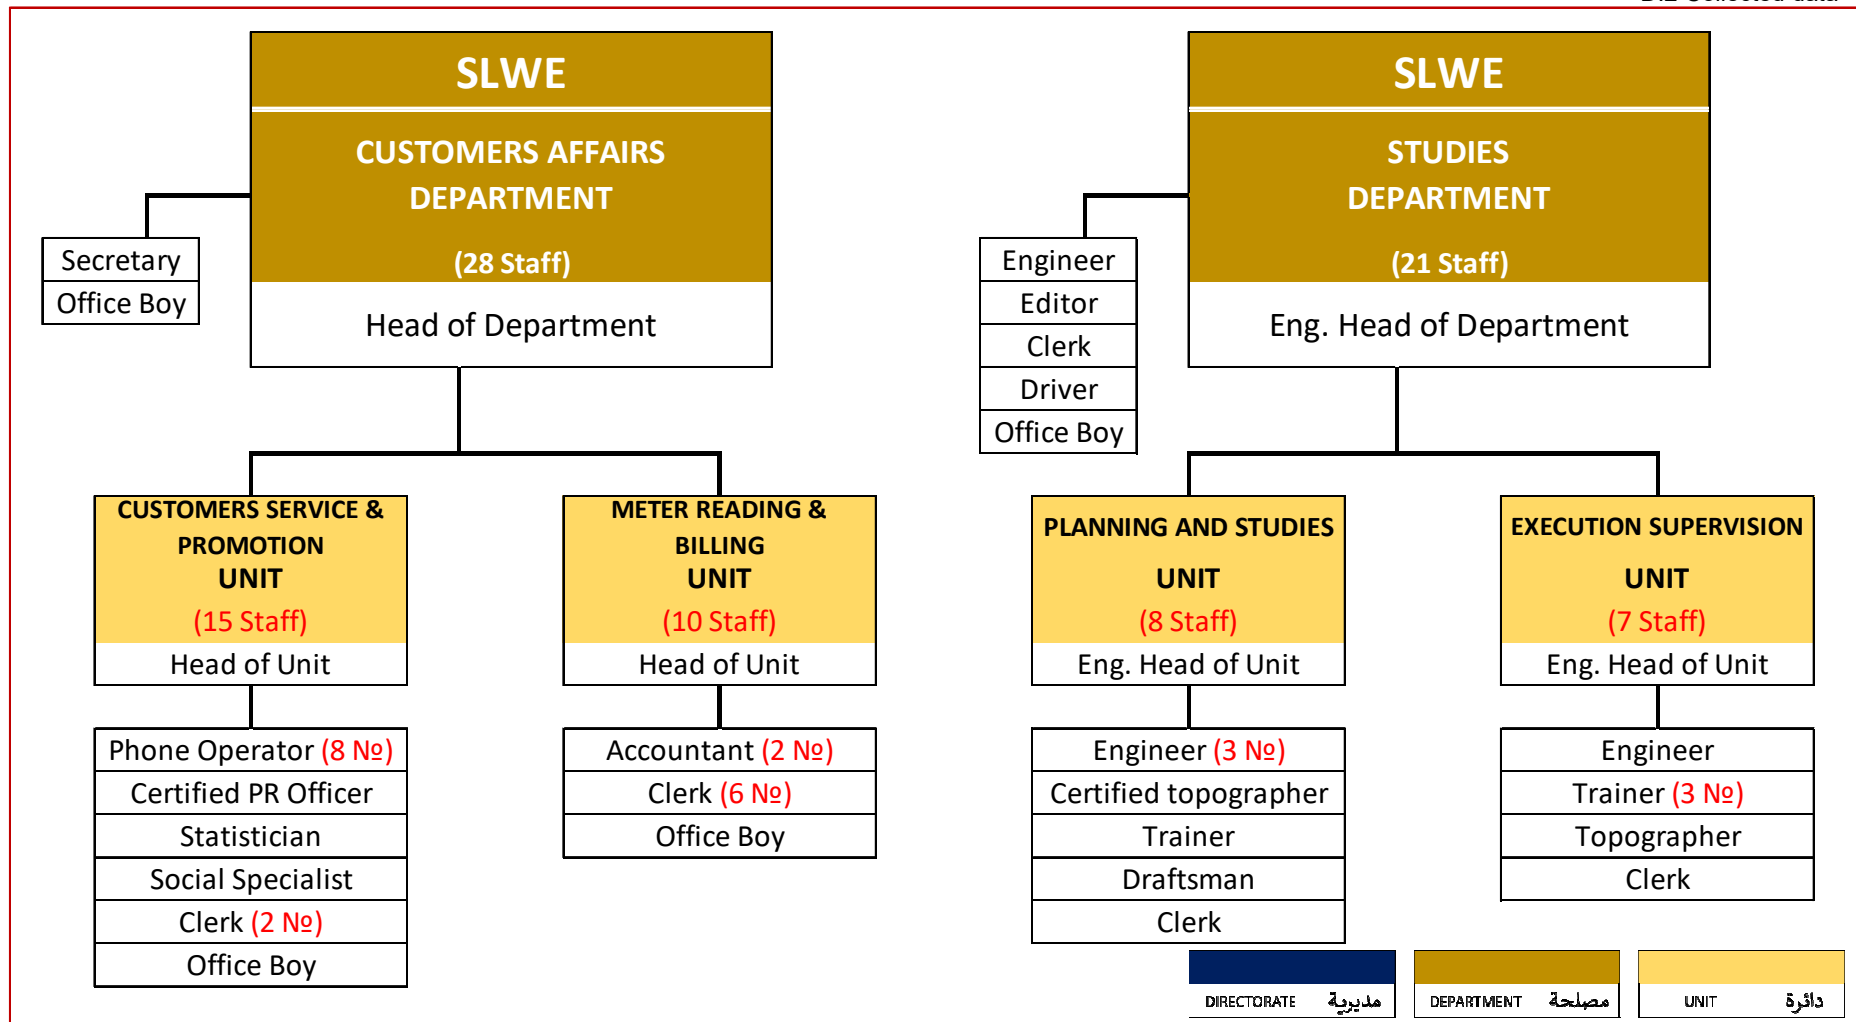 SLWE
CUSTOMERS AFFAIRS
DEPARTMENT
(28 Staff)
Head of Department
Secretary
Office Boy
CUSTOMERS SERVICE &
PROMOTION
UNIT
(15 Staff)
Head of Unit
Phone Operator (8 №)
Certified PR Officer
Statistician
Social Specialist
Clerk (2 №)
Office Boy
METER READING &
BILLING
UNIT
(10 Staff)
Head of Unit
Accountant (2 №)
Clerk (6 №)
Office Boy
SLWE
STUDIES
DEPARTMENT
(21 Staff)
Eng. Head of Department
Engineer
Editor
Clerk
Driver
Office Boy
PLANNING AND STUDIES
UNIT
(8 Staff)
Eng. Head of Unit
Engineer (3 №)
Certified topographer
Trainer
Draftsman
Clerk
EXECUTION SUPERVISION
UNIT
(7 Staff)
Eng. Head of Unit
Engineer
Trainer (3 №)
Topographer
Clerk
DIRECTORATE مديرية
DEPARTMENT مصلحة
UNIT دائرة